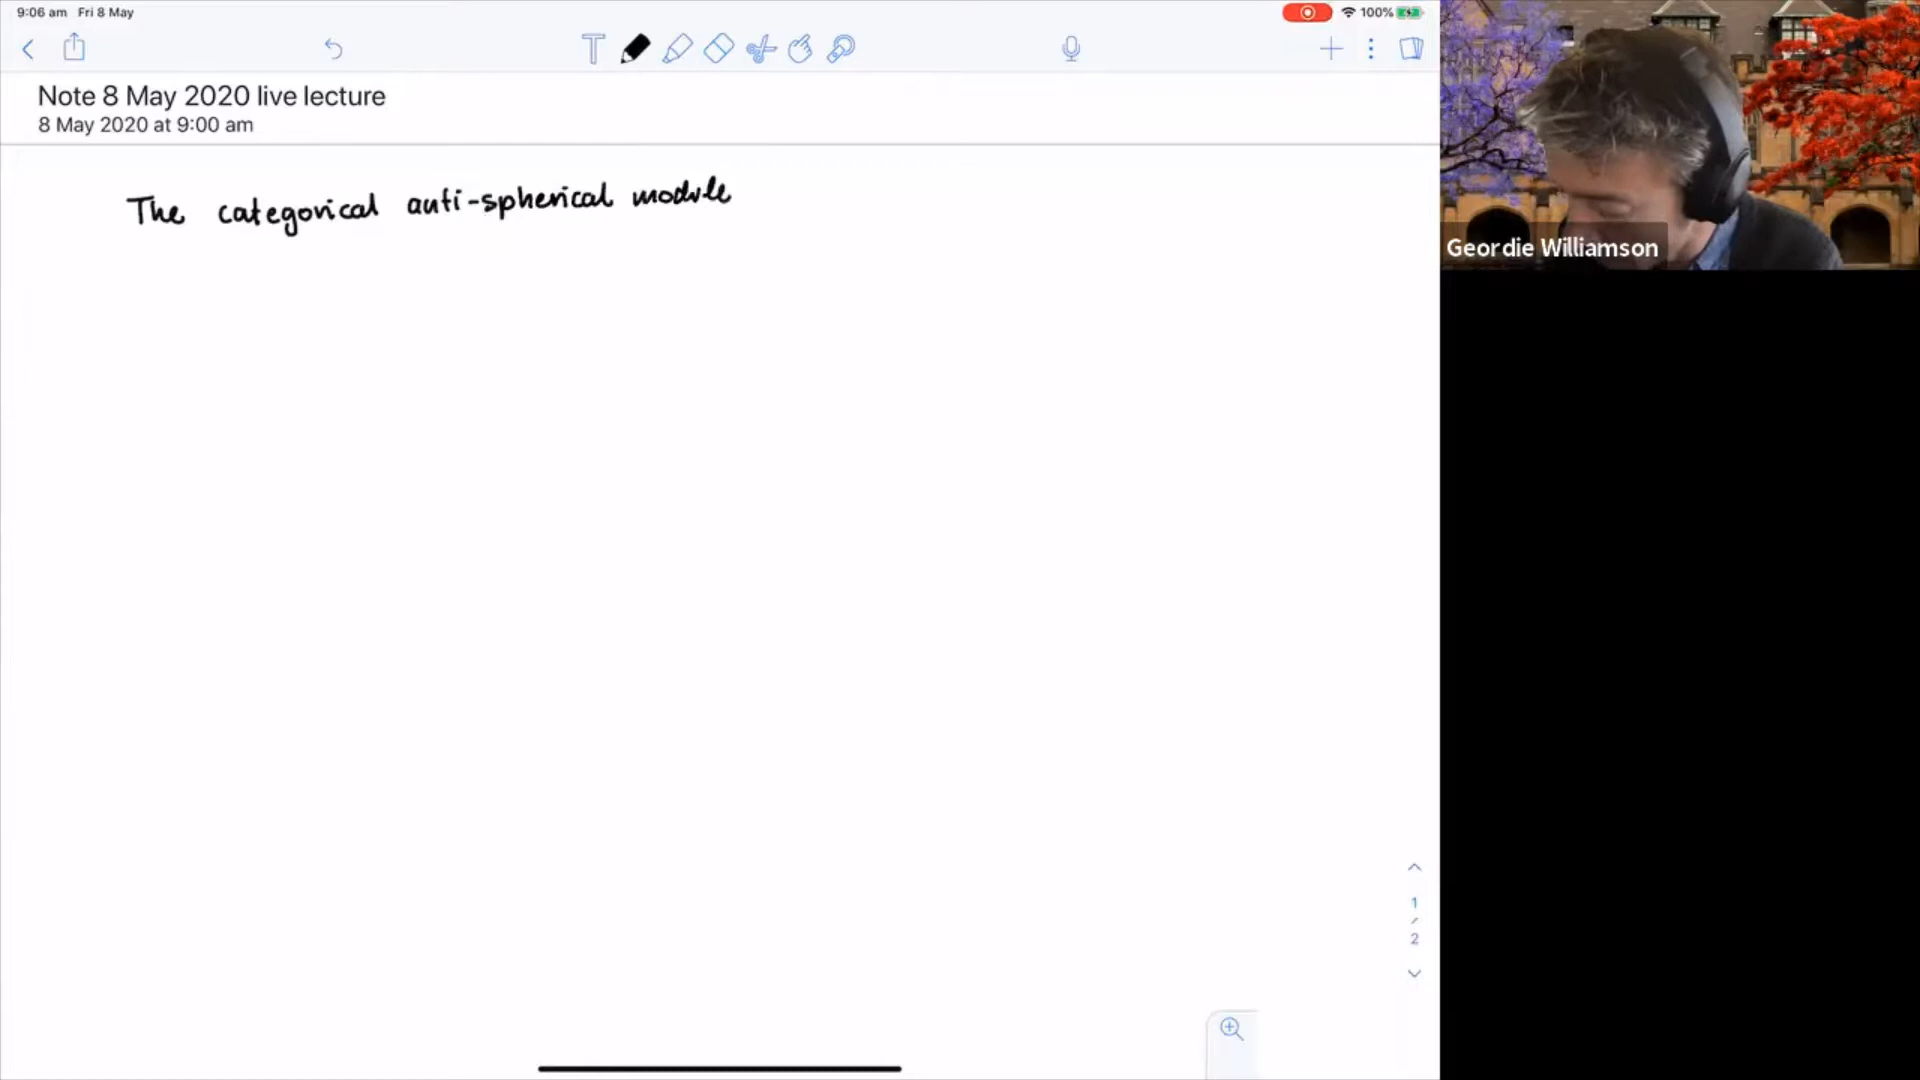 9:06 am Fri 8 May
100%
T
Note 8 May 2020 live lecture
8 May 2020 at 9:00 am
The categorical anti-spherical module
Geordie Williamson
1
/
2